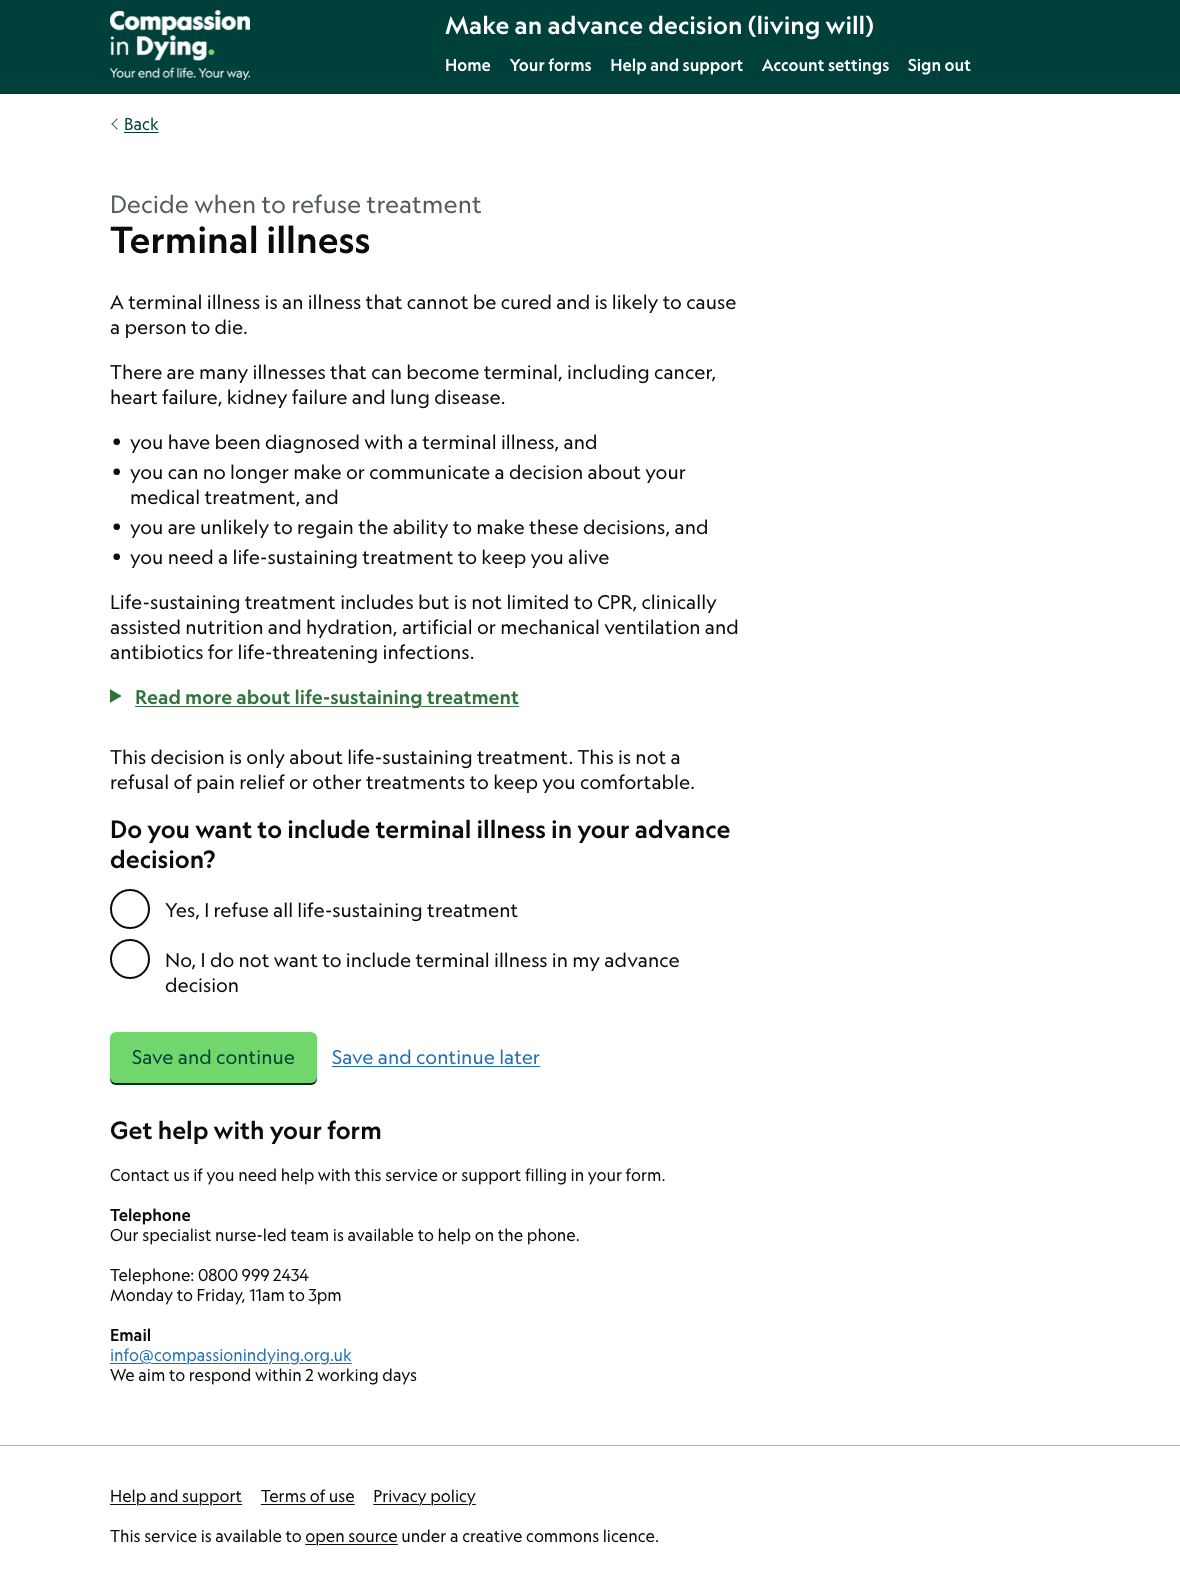 Compassion
in Dying.
Your end of life. Your way.
Make an advance decision (living will)
Home Your forms Help and support Account settings Sign out
Back
Decide when to refuse treatment
Terminal illness
A terminal illness is an illness that cannot be cured and is likely to cause
a person to die.
There are many illnesses that can become terminal, including cancer,
heart failure, kidney failure and lung disease.
• you have been diagnosed with a terminal illness, and
• you can no longer make or communicate a decision about your
medical treatment, and
• you are unlikely to regain the ability to make these decisions, and
• you need a life-sustaining treatment to keep you alive
Life-sustaining treatment includes but is not limited to CPR, clinically
assisted nutrition and hydration, artificial or mechanical ventilation and
antibiotics for life-threatening infections.
Read more about life-sustaining treatment
This decision is only about life-sustaining treatment. This is not a
refusal of pain relief or other treatments to keep you comfortable.
Do you want to include terminal illness in your advance
decision?
Yes, I refuse all life-sustaining treatment
No, I do not want to include terminal illness in my advance
decision
Save and continue Save and continue later
Get help with your form
Contact us if you need help with this service or support filling in your form.
Telephone
Our specialist nurse-led team is available to help on the phone.
Telephone: 0800 999 2434
Monday to Friday, 11am to 3pm
Email
info@compassionindying.org.uk
We aim to respond within 2 working days
Help and support Terms of use Privacy policy
This service is available to open source under a creative commons licence.